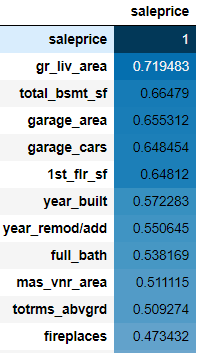 saleprice
saleprice 1
gr_liv_area 0.719483
total_bsmt_sf 0.66479
garage_area 0.655312
garage_cars 0.648454
1st_flr_sf 0.64812
year_built 0.572283
year_remod/add 0.550645
full_bath 0.538169
mas_vnr_area 0.511115
totrms_abvgrd 0.509274
fireplaces 0.473432